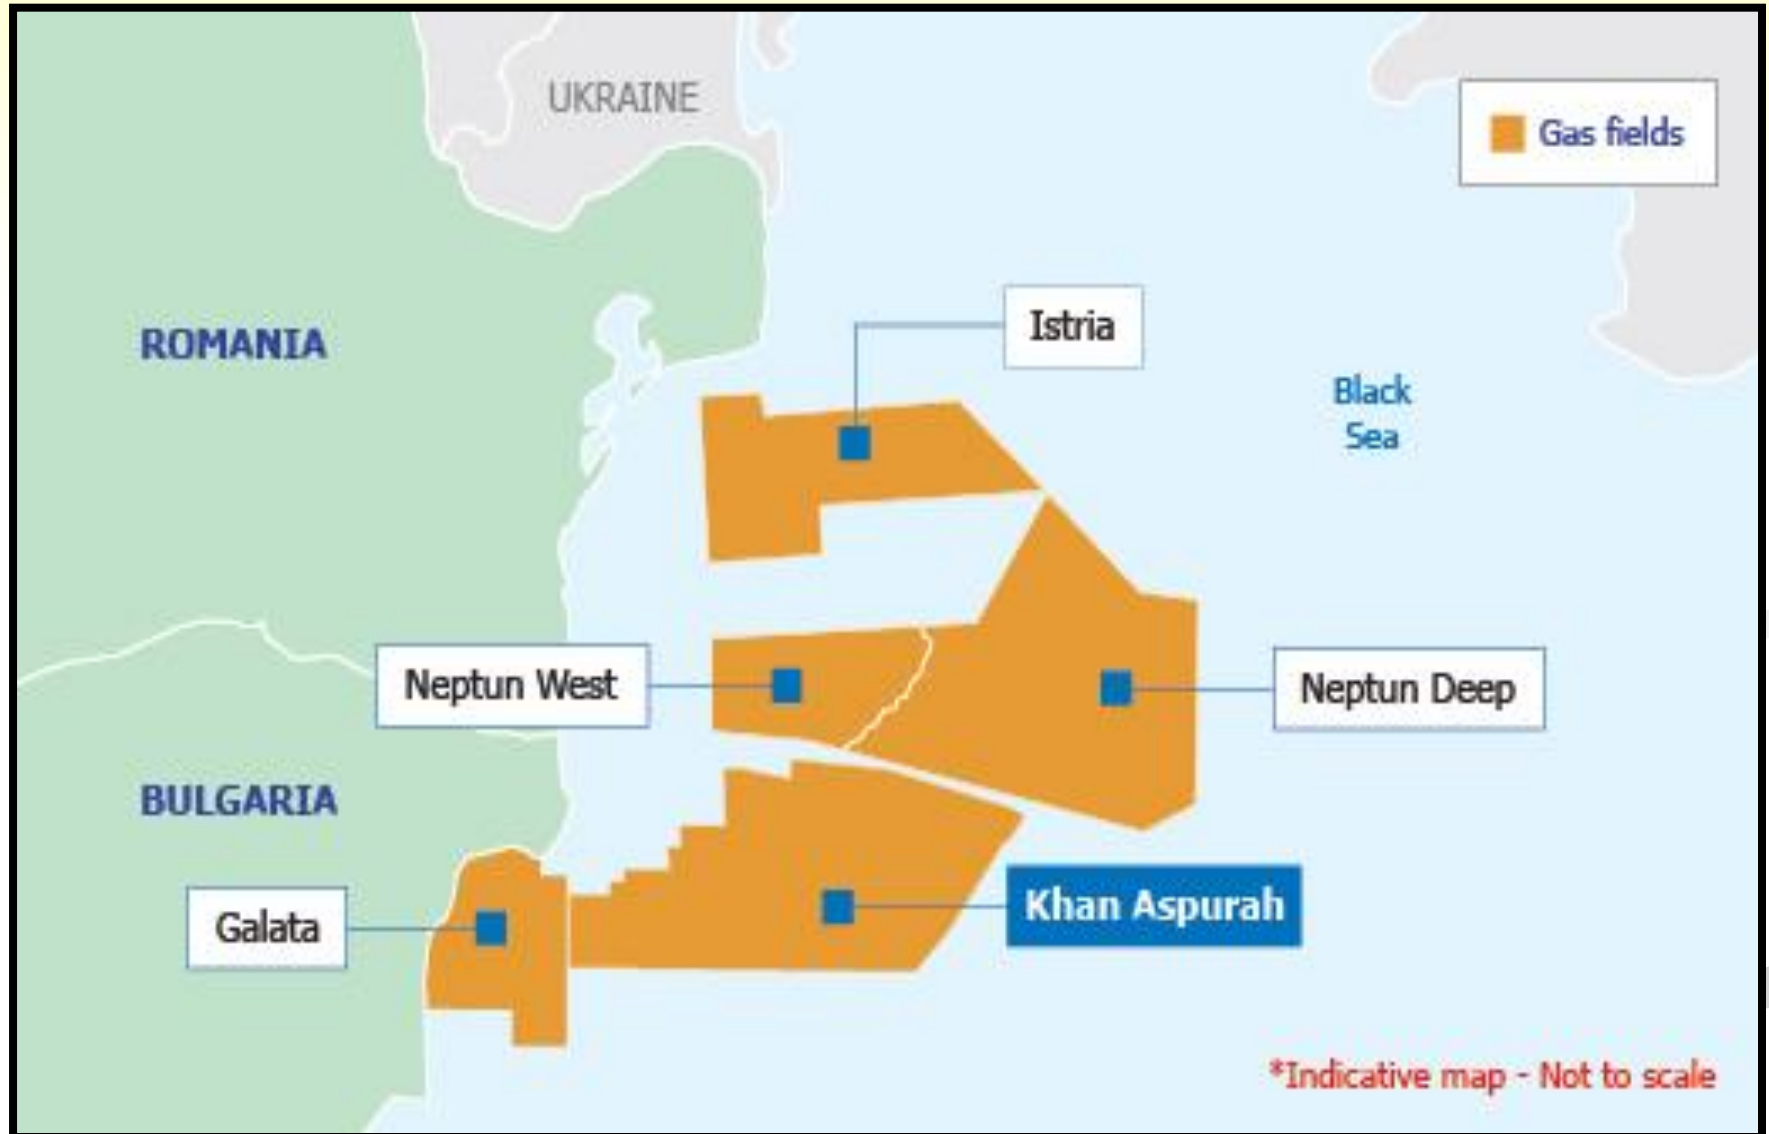 UKRAINE
Gas fields
Istria
ROMANIA
Black
Sea
Neptun West
Neptun Deep
BULGARIA
Khan Aspurah
Galata
*Indicative map - Not to scale